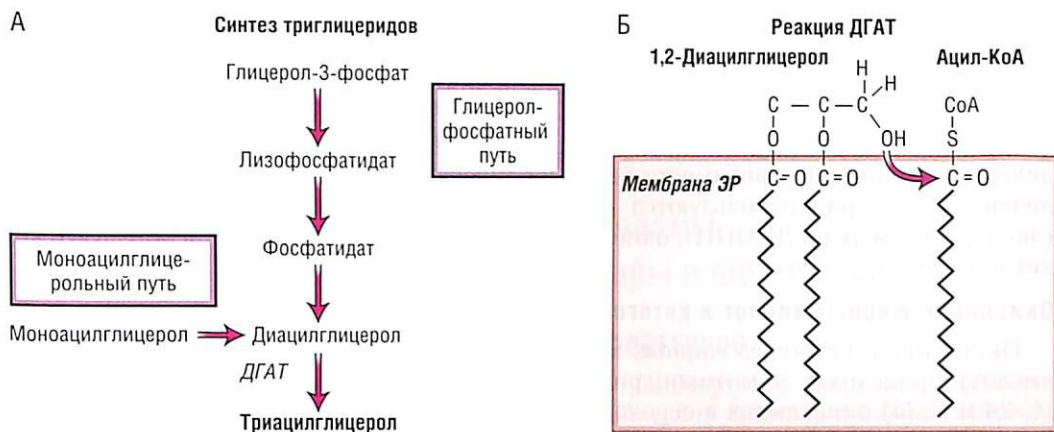 А
Синтез триглицеридов
Глицерол-3-фосфат
Глицерол-
фосфатный
путь
Лизофосфатидат
Фосфатидат
Моноацилглице-
рольный путь
Моноацилглицерол
Диацилглицерол
ДГАТ
Триацилглицерол
Б
Реакция ДГАТ
1,2-Диацилглицерол
Ацил-КоА
H
H
C – C – C
CoA
O O OH S
Мембрана ЭР
C=O C=O C=O